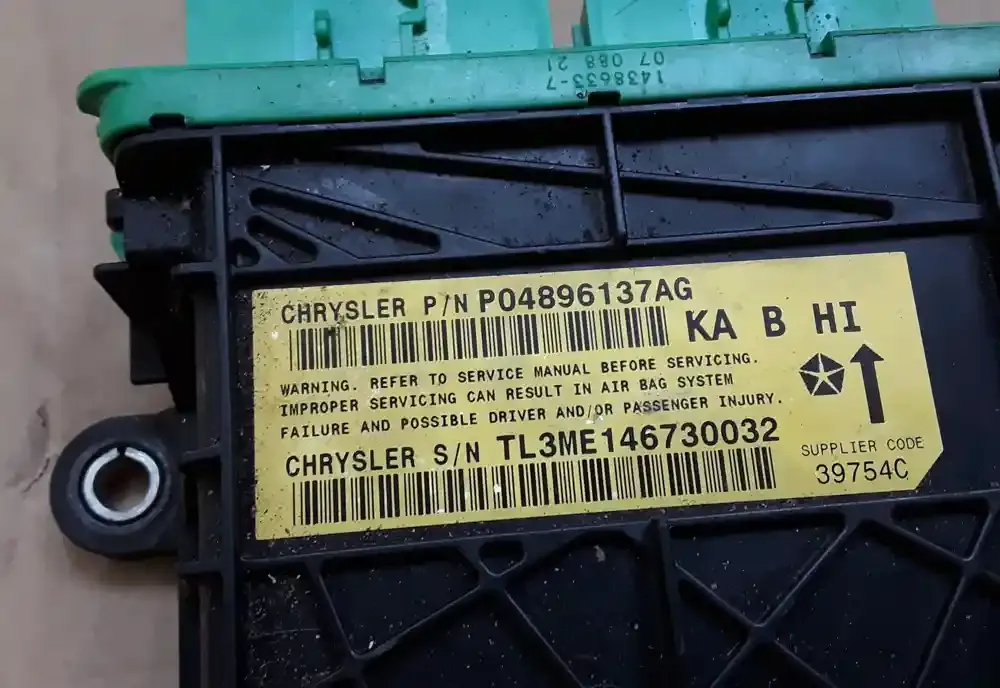 1438633-7
07 088 21
CHRYSLER P/N P04896137AG
KA B HI
WARNING. REFER TO SERVICE MANUAL BEFORE SERVICING.
IMPROPER SERVICING CAN RESULT IN AIR BAG SYSTEM
FAILURE AND POSSIBLE DRIVER AND/OR PASSENGER INJURY.
CHRYSLER S/N TL3ME146730032
SUPPLIER CODE
39754C